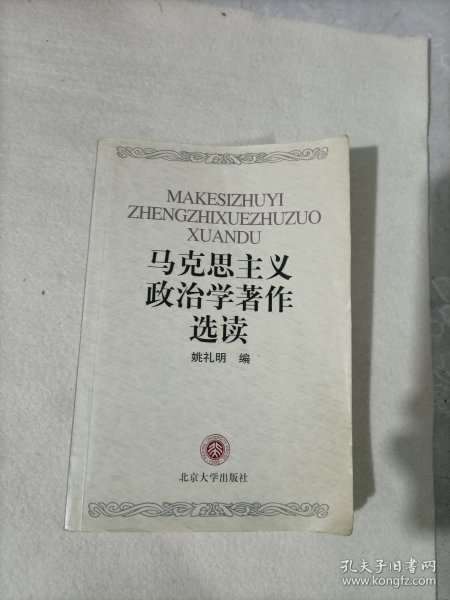 MAKESIZHUYI
ZHENGZHIXUEZHUZUO
XUANDU
马克思主义
政治学著作
选读
姚礼明 编
北京大学出版社
孔夫子旧书网
www.kongfz.com